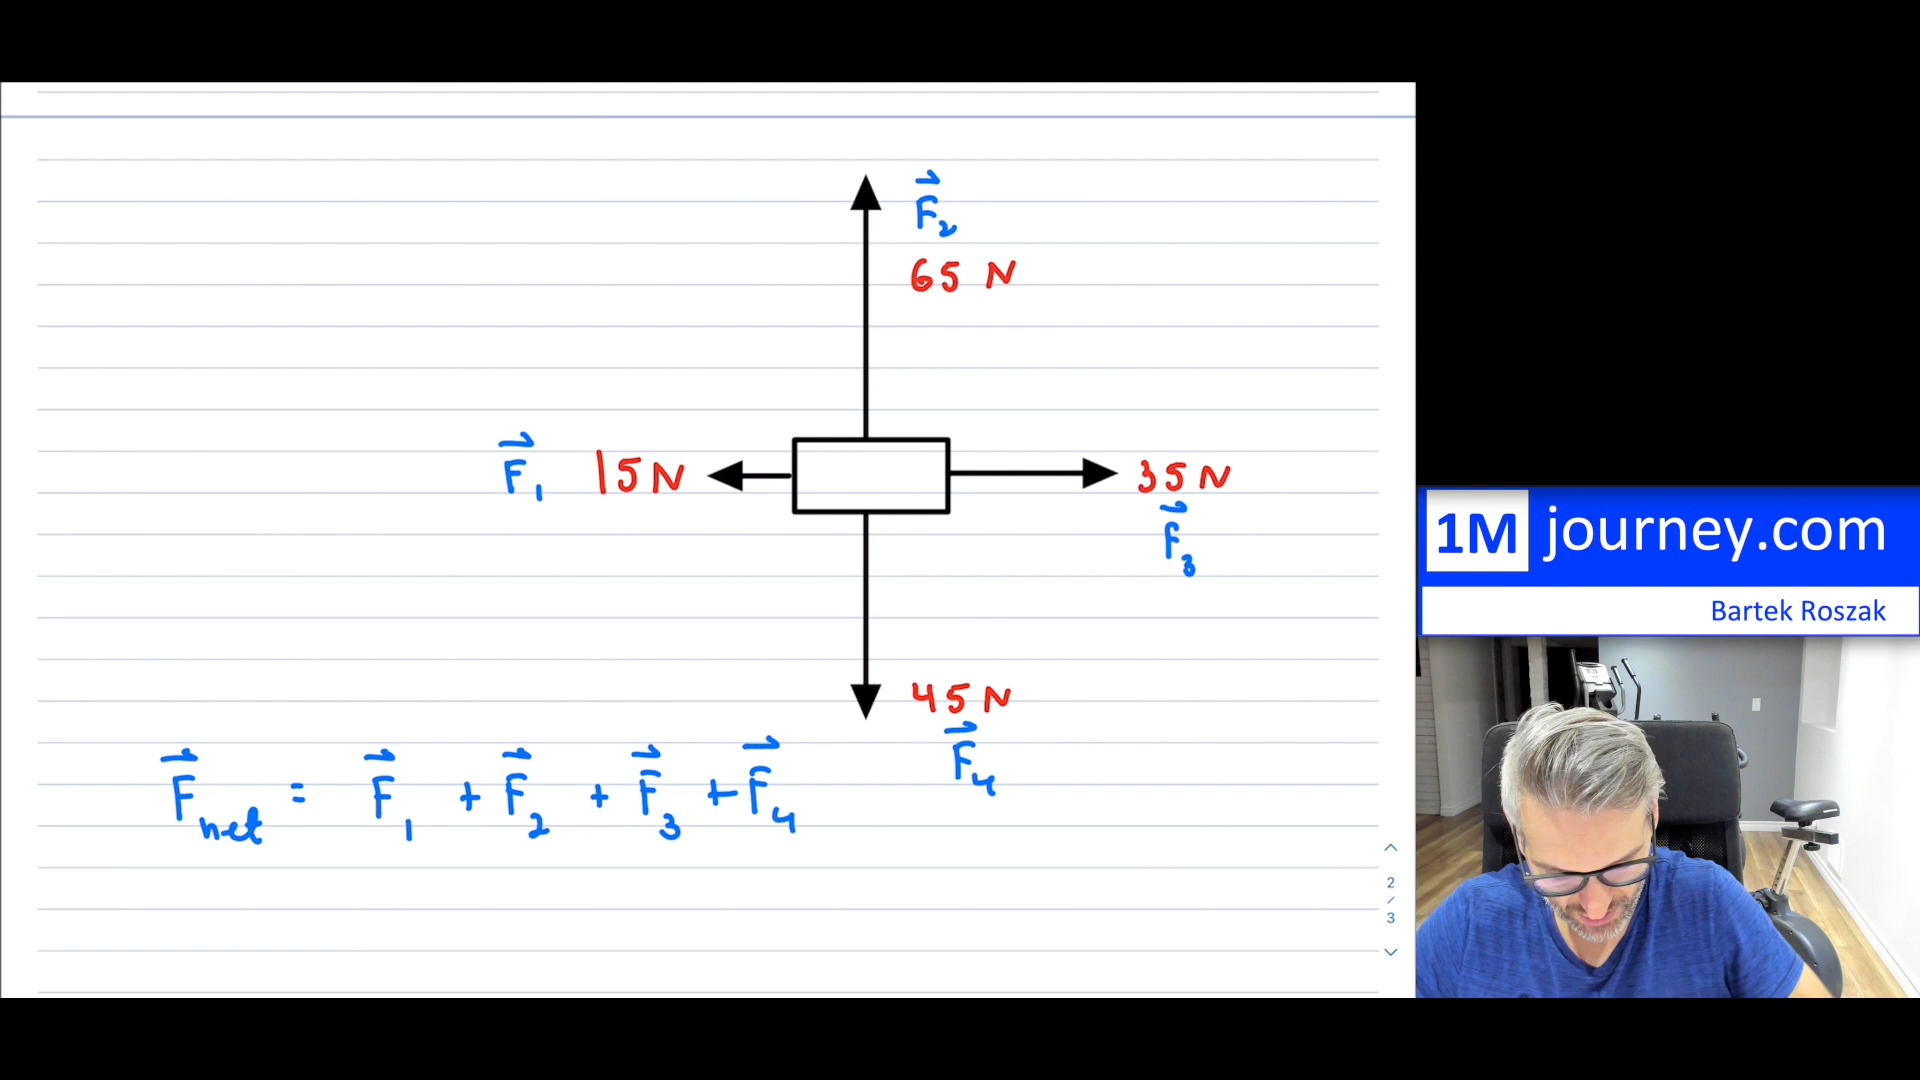 F₂
65 N
F₁ 15 N
35 N
F₃
45 N
F₄
F net = F₁ + F₂ + F₃ + F₄
1M journey.com
Bartek Roszak
2
/
3